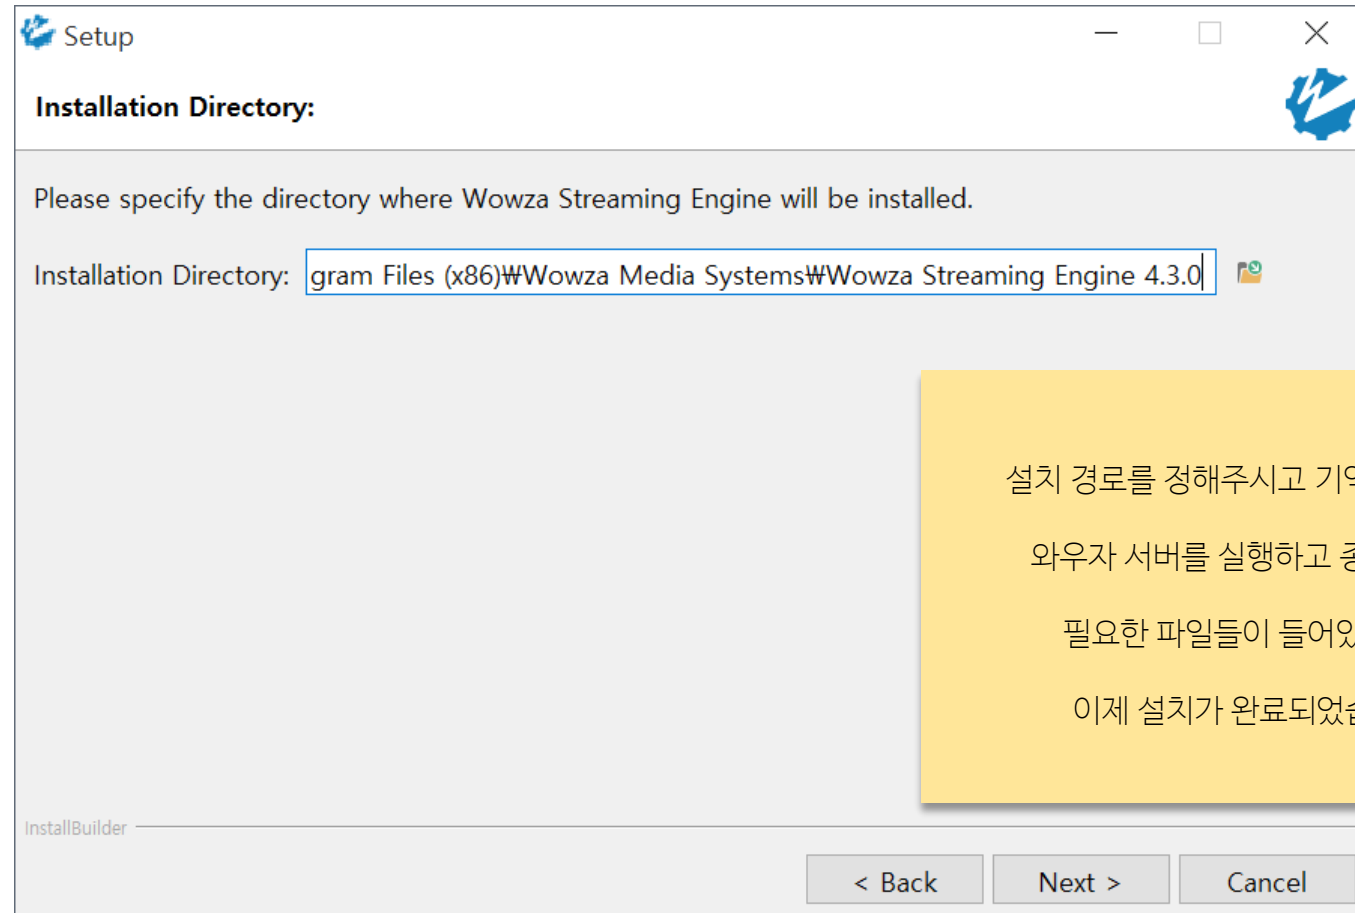 Setup
Installation Directory:
Please specify the directory where Wowza Streaming Engine will be installed.
Installation Directory: gram Files (x86)₩Wowza Media Systems₩Wowza Streaming Engine 4.3.0
설치 경로를 정해주시고
와우자 서버를 실행하고
필요한 파일들이
이제 설치가
InstallBuilder
< Back Next > Cancel